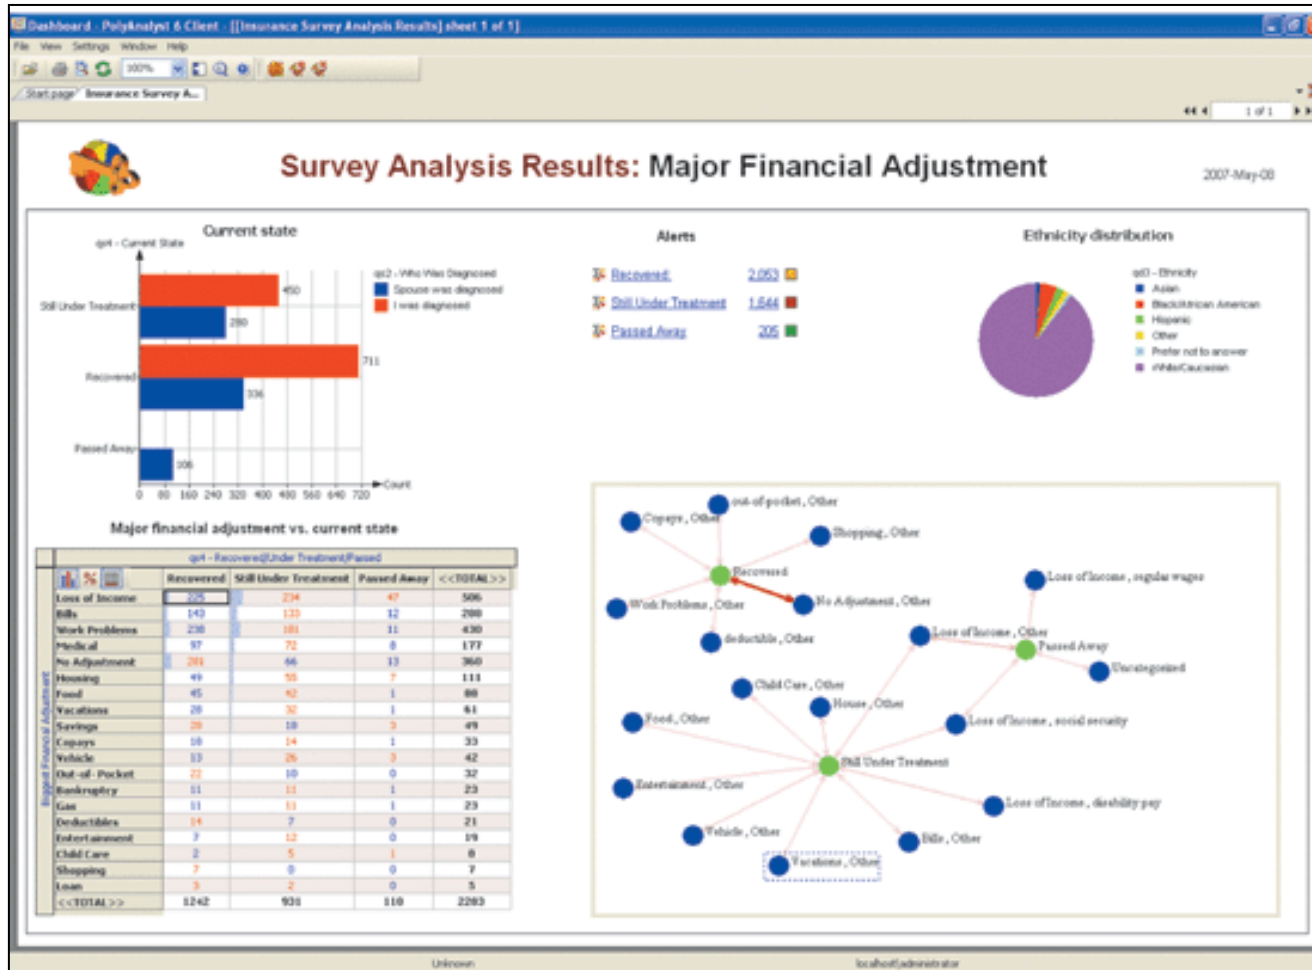 Dashboard - PolyAnalyst 6 Client - [[Insurance Survey Analysis Results] sheet 1 of 1]
File View Settings Window Help
100%
Start page Insurance Survey A...
1 of 1
Survey Analysis Results: Major Financial Adjustment
2007-May-08
Current state
qs4 - Current State
qs2 - Who Was Diagnosed
Spouse was diagnosed
I was diagnosed
Still Under Treatment
450
280
Recovered
711
336
Passed Away
106
0 80 160 240 320 400 480 560 640 720
Count
Alerts
Recovered: 2,053
Still Under Treatment 1,644
Passed Away 205
Ethnicity distribution
qd3 - Ethnicity
Asian
Black/African American
Hispanic
Other
Prefer not to answer
White/Caucasian
Major financial adjustment vs. current state
qs4 - Recovered/Under Treatment/Passed
Recovered Still Under Treatment Passed Away <<TOTAL>>
Biggest Financial Adjustment
Loss of Income 225 234 47 506
Bills 143 133 12 288
Work Problems 238 181 11 430
Medical 97 72 8 177
No Adjustment 281 66 13 360
Housing 49 55 7 111
Food 45 42 1 88
Vacations 28 32 1 61
Savings 28 18 3 49
Copays 18 14 1 33
Vehicle 13 26 3 42
Out-of-Pocket 22 10 0 32
Bankruptcy 11 11 1 23
Gas 11 11 1 23
Deductibles 14 7 0 21
Entertainment 7 12 0 19
Child Care 2 5 1 8
Shopping 7 0 0 7
Loan 3 2 0 5
<<TOTAL>> 1242 931 110 2283
out-of-pocket, Other
Copays, Other
Shopping, Other
Recovered
Loss of Income, regular wages
Work Problems, Other
No Adjustment, Other
deductible, Other
Loss of Income, Other
Passed Away
Uncategorized
Child Care, Other
House, Other
Food, Other
Loss of Income, social security
Still Under Treatment
Entertainment, Other
Loss of Income, disability pay
Vehicle, Other
Bills, Other
Vacations, Other
Unknown
localhost\administrator